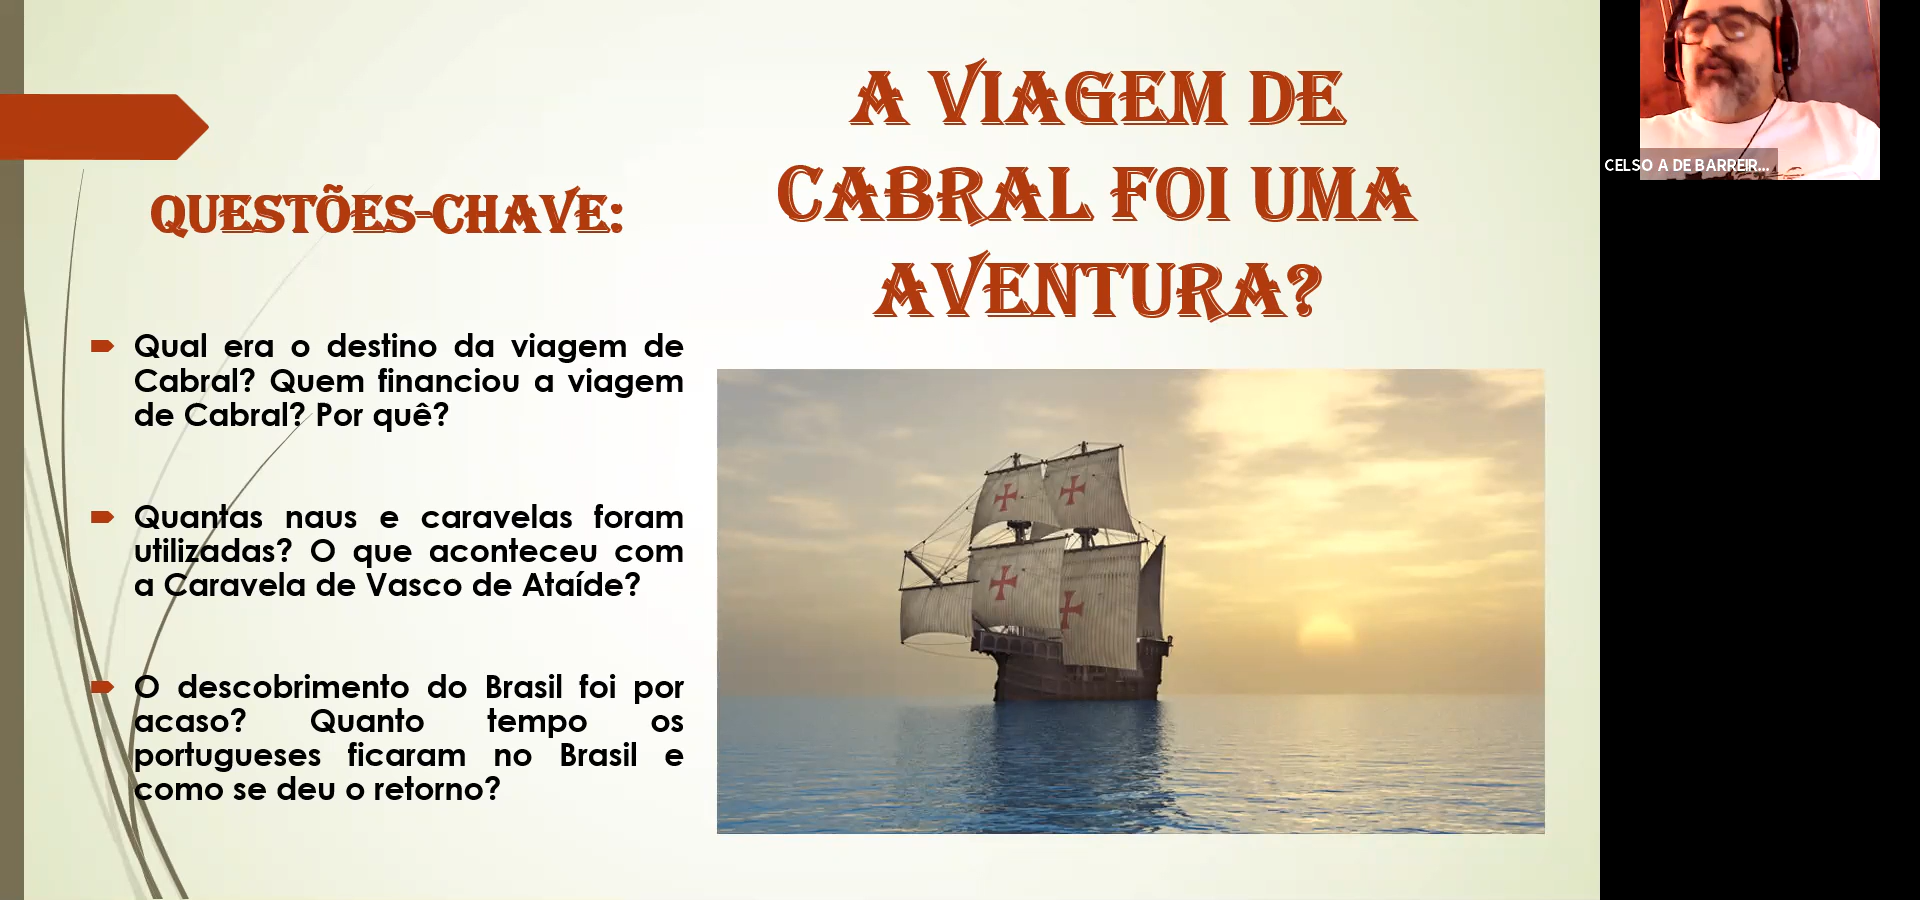 A VIAGEM DE
CABRAL FOI UMA
AVENTURA?
QUESTÕES-CHAVE:
Qual era o destino da viagem de
Cabral? Quem financiou a viagem
de Cabral? Por quê?
Quantas naus e caravelas foram
utilizadas? O que aconteceu com
a Caravela de Vasco de Ataíde?
O descobrimento do Brasil foi por
acaso? Quanto tempo os
portugueses ficaram no Brasil e
como se deu o retorno?
CELSO A DE BARREIR...